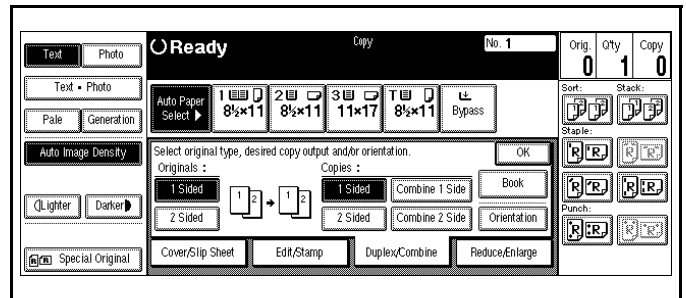 Text Photo
Text • Photo
Pale Generation
Auto Image Density
Lighter Darker
Special Original
Ready Copy No. 1
Auto Paper Select ▶
1 8½×11
2 8½×11
3 11×17
T 8½×11
Bypass
Select original type, desired copy output and/or orientation. OK
Originals : Copies :
1 Sided 1 2 → 1 2 1 Sided Combine 1 Side Book
2 Sided 2 Sided Combine 2 Side Orientation
Cover/Slip Sheet Edit/Stamp Duplex/Combine Reduce/Enlarge
Orig. Q'ty Copy
0 1 0
Sort: Stack:
Staple:
Punch: